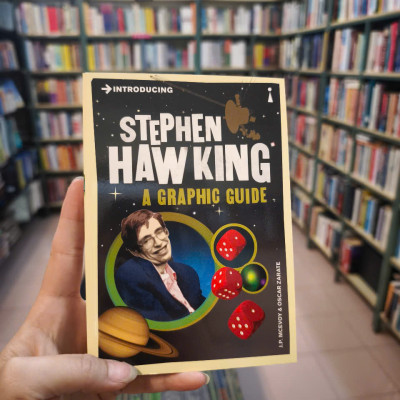 INTRODUCING
STEPHEN
HAWKING
A GRAPHIC GUIDE
J.P. MCEVOY & OSCAR ZARATE